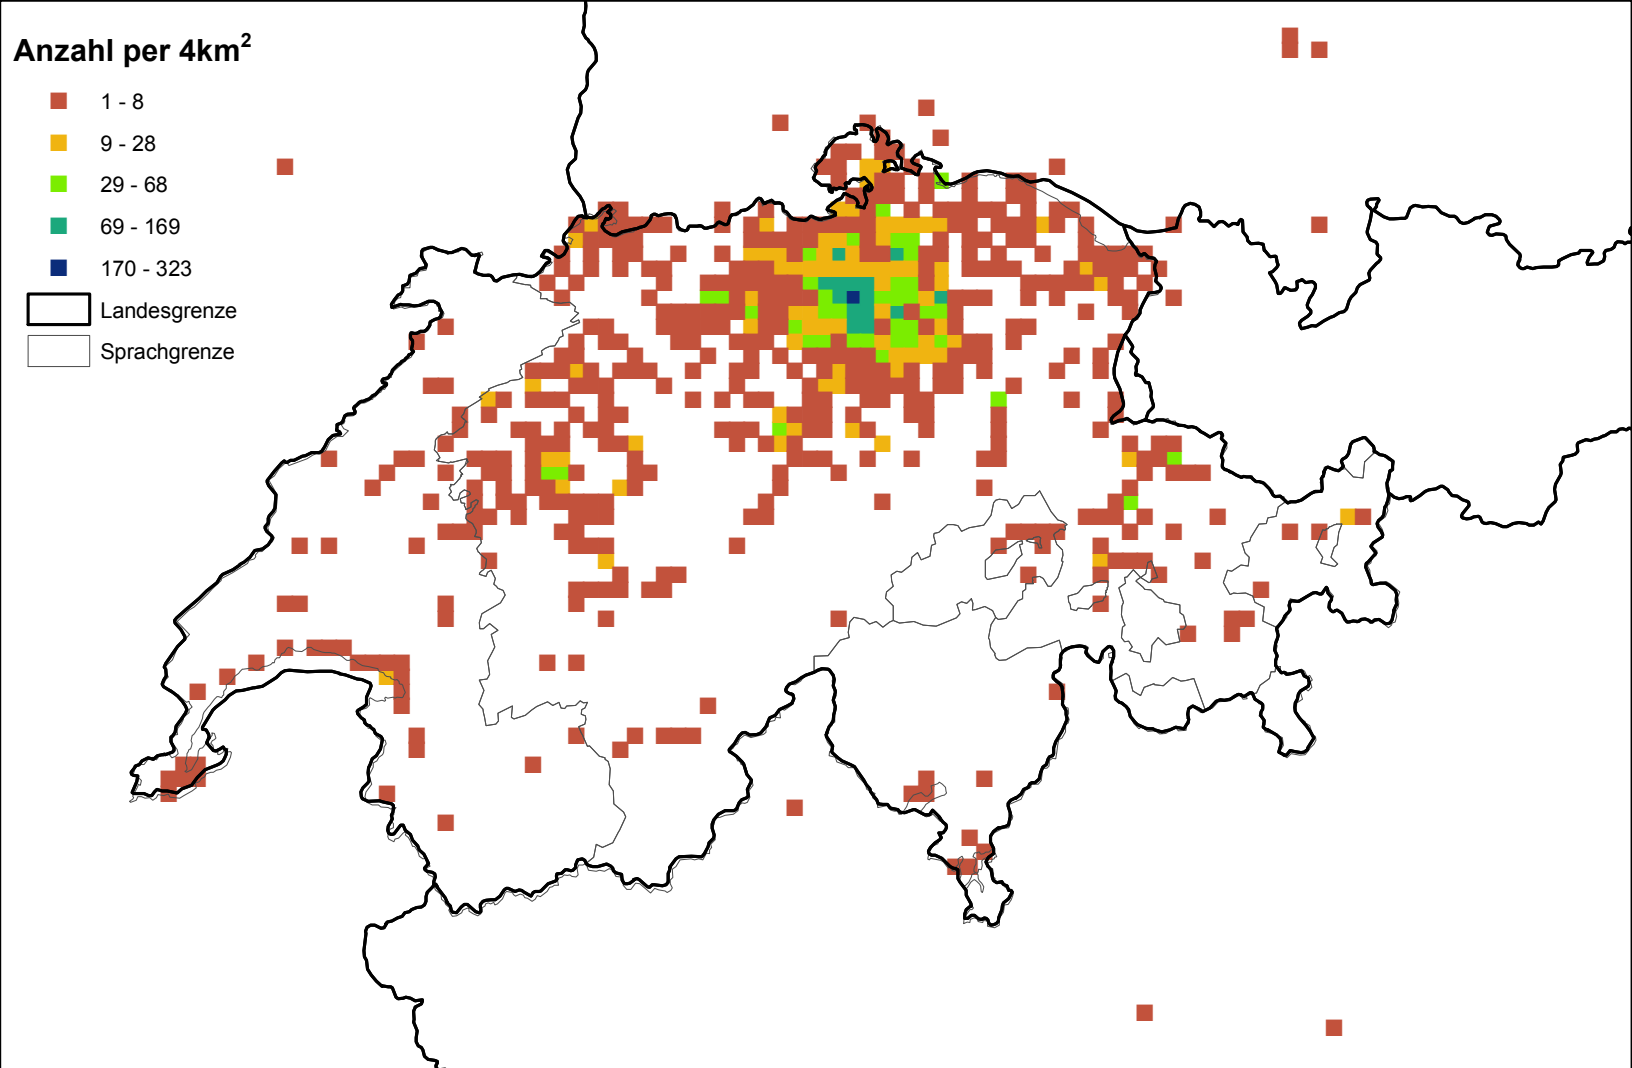 Anzahl per 4km²
1 - 8
9 - 28
29 - 68
69 - 169
170 - 323
Landesgrenze
Sprachgrenze